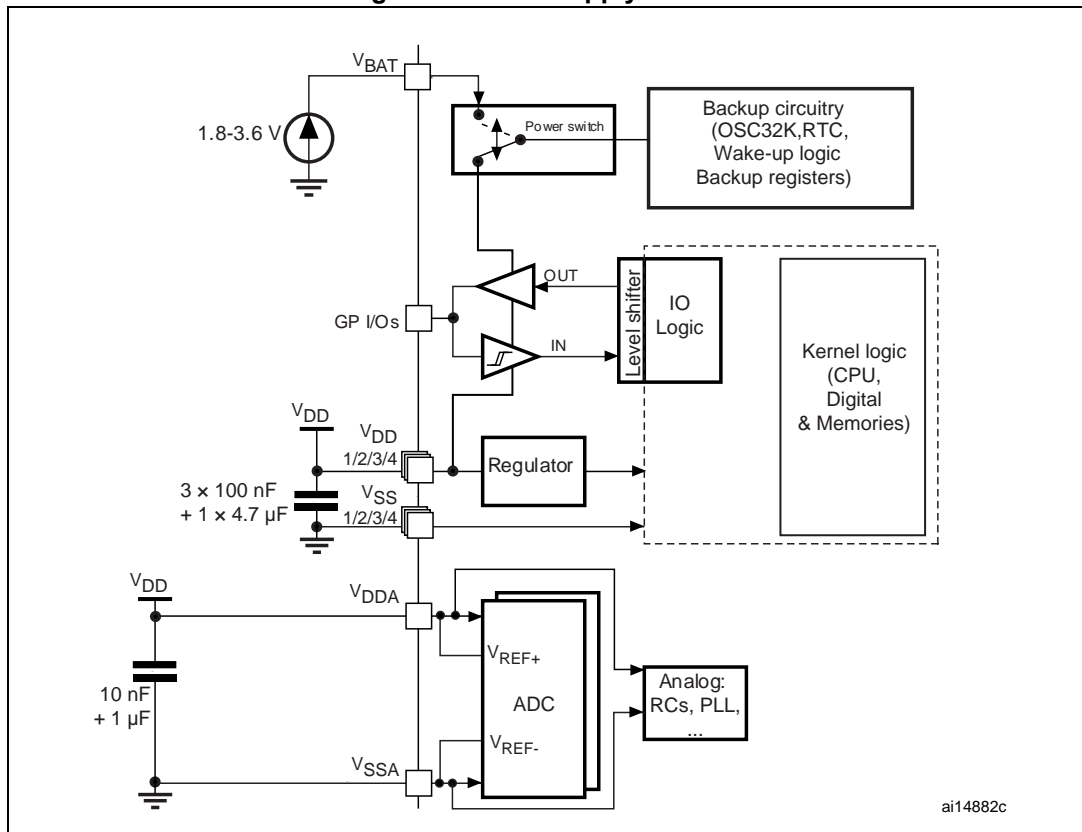 VBAT
1.8-3.6 V
Power switch
Backup circuitry
(OSC32K,RTC,
Wake-up logic
Backup registers)
GP I/Os
OUT
IN
Level shifter
IO
Logic
Kernel logic
(CPU,
Digital
& Memories)
VDD
VDD
1/2/3/4
Regulator
3 × 100 nF
+ 1 × 4.7 µF
VSS
1/2/3/4
VDD
VDDA
10 nF
+ 1 µF
VREF+
ADC
VREF-
Analog:
RCs, PLL,
...
VSSA
ai14882c